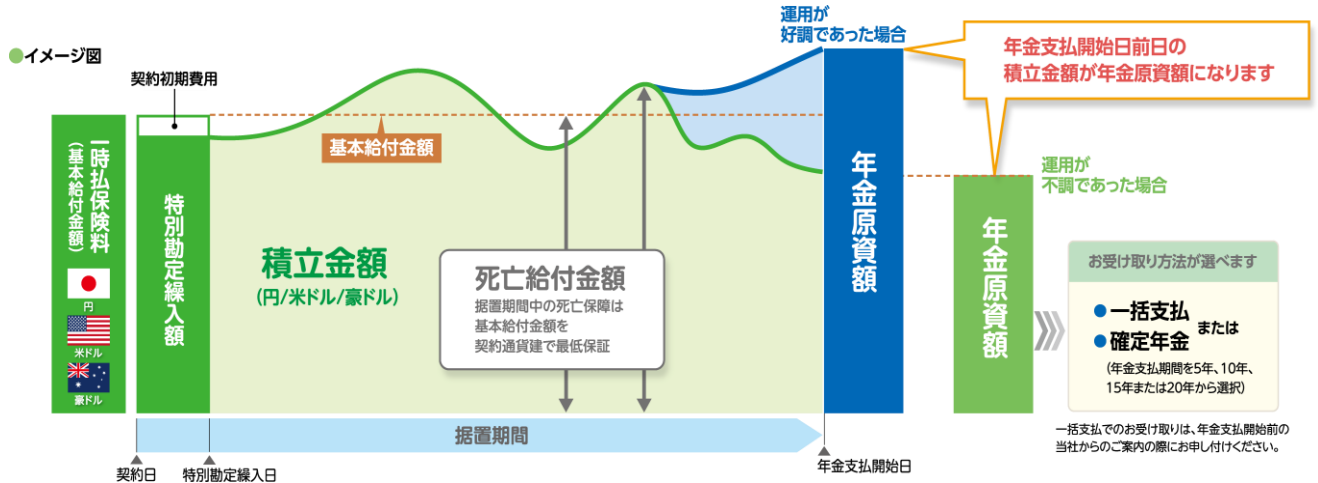 ●イメージ図
契約初期費用
一時払保険料
(基本給付金額)
円
米ドル
豪ドル
特別勘定繰入額
基本給付金額
積立金額
(円/米ドル/豪ドル)
死亡給付金額
据置期間中の死亡保障は
基本給付金額を
契約通貨建で最低保証
運用が
好調であった場合
年金原資額
年金支払開始日前日の
積立金額が年金原資額になります
運用が
不調であった場合
年金原資額
お受け取り方法が選べます
●一括支払
または
●確定年金
(年金支払期間を5年、10年、
15年または20年から選択)
一括支払でのお受け取りは、年金支払開始前の
当社からのご案内の際にお申し付けください。
据置期間
契約日
特別勘定繰入日
年金支払開始日